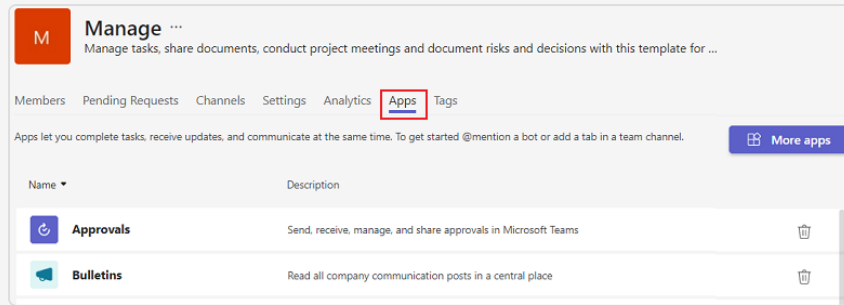 M
Manage ...
Manage tasks, share documents, conduct project meetings and document risks and decisions with this template for ...
Members Pending Requests Channels Settings Analytics Apps Tags
Apps let you complete tasks, receive updates, and communicate at the same time. To get started @mention a bot or add a tab in a team channel.
More apps
Name Description
Approvals Send, receive, manage, and share approvals in Microsoft Teams
Bulletins Read all company communication posts in a central place